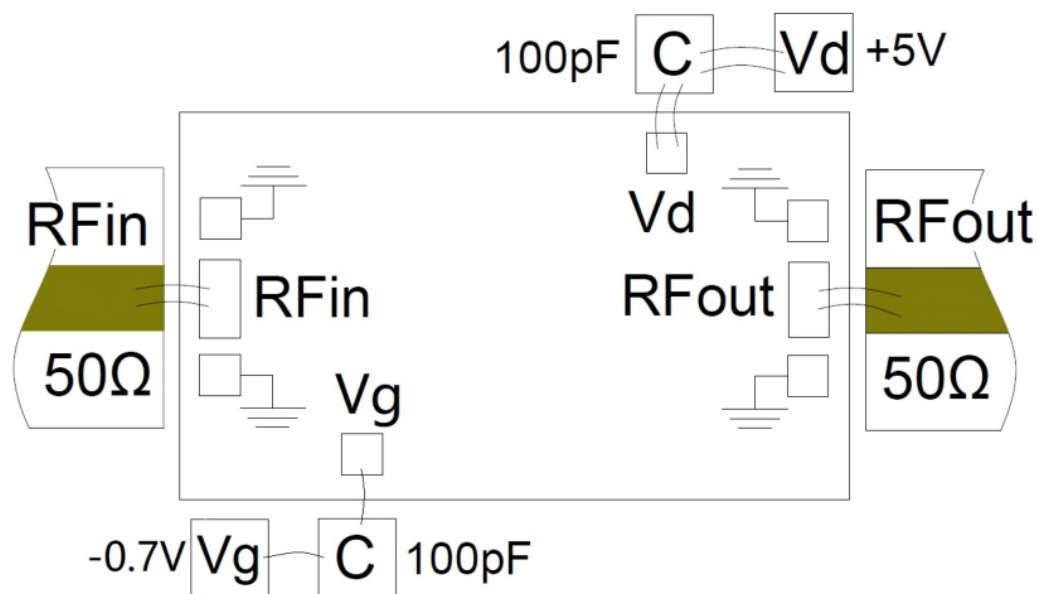 100pF C Vd +5V
Vd
RFin
RFout
RFin
RFout
50Ω
50Ω
Vg
-0.7V Vg C 100pF